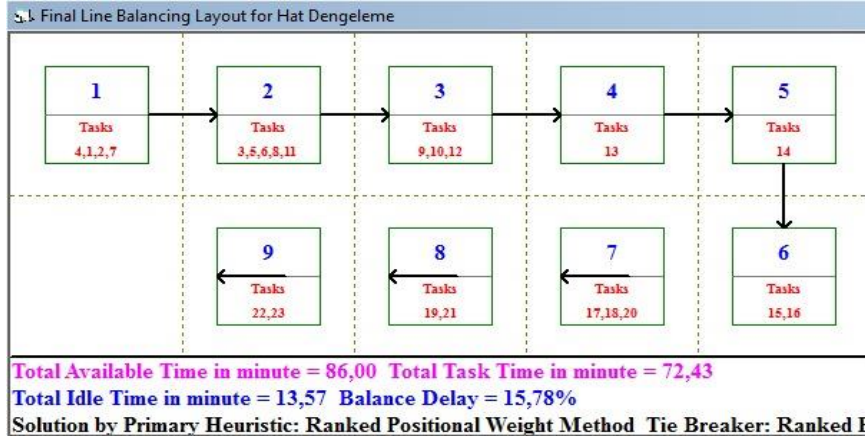 Final Line Balancing Layout for Hat Dengeleme
1
Tasks
4,1,2,7
2
Tasks
3,5,6,8,11
3
Tasks
9,10,12
4
Tasks
13
5
Tasks
14
9
Tasks
22,23
8
Tasks
19,21
7
Tasks
17,18,20
6
Tasks
15,16
Total Available Time in minute = 86,00 Total Task Time in minute = 72,43
Total Idle Time in minute = 13,57 Balance Delay = 15,78%
Solution by Primary Heuristic: Ranked Positional Weight Method Tie Breaker: Ranked